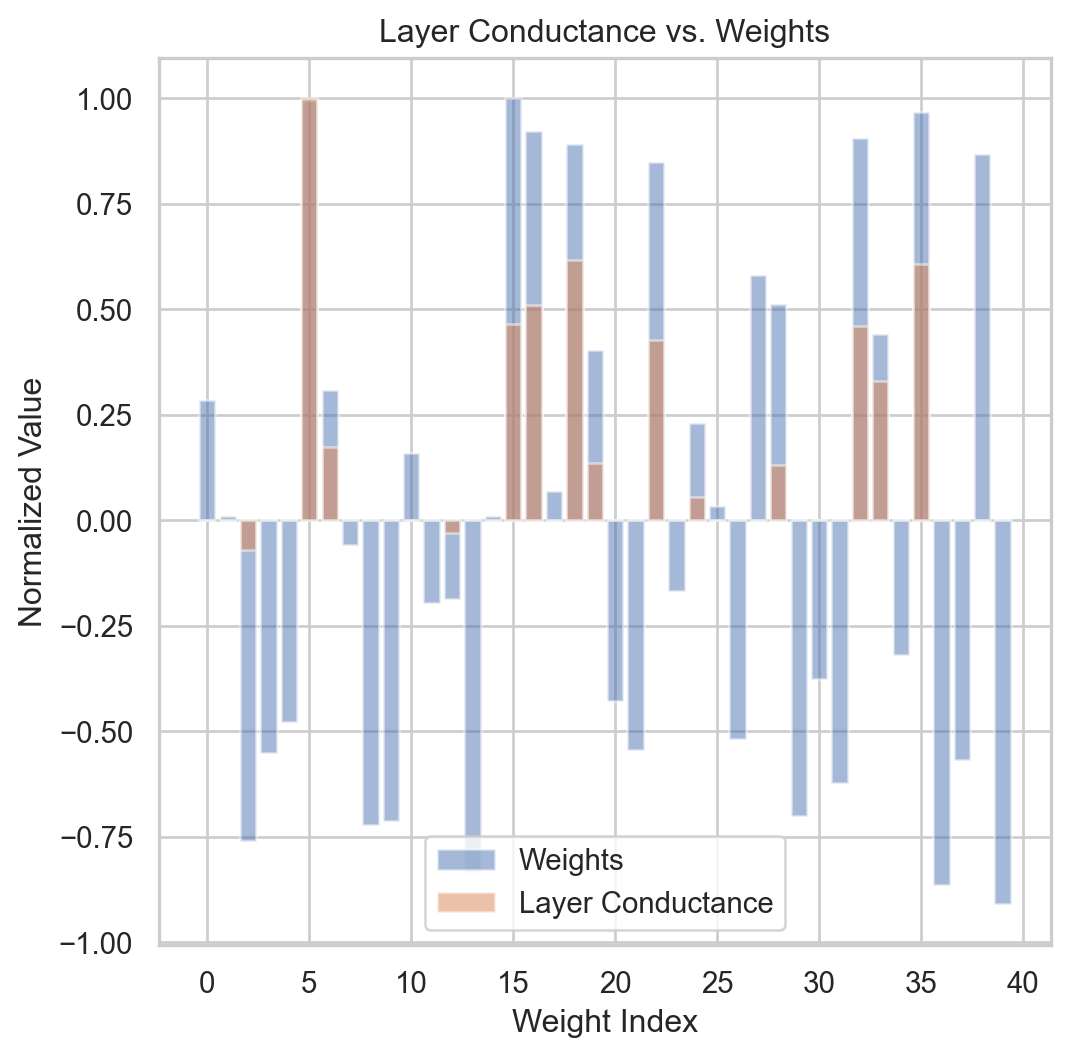 Layer Conductance vs. Weights
1.00
0.75
0.50
0.25
0.00
−0.25
−0.50
−0.75
−1.00
Normalized Value
Weights
Layer Conductance
0 5 10 15 20 25 30 35 40
Weight Index